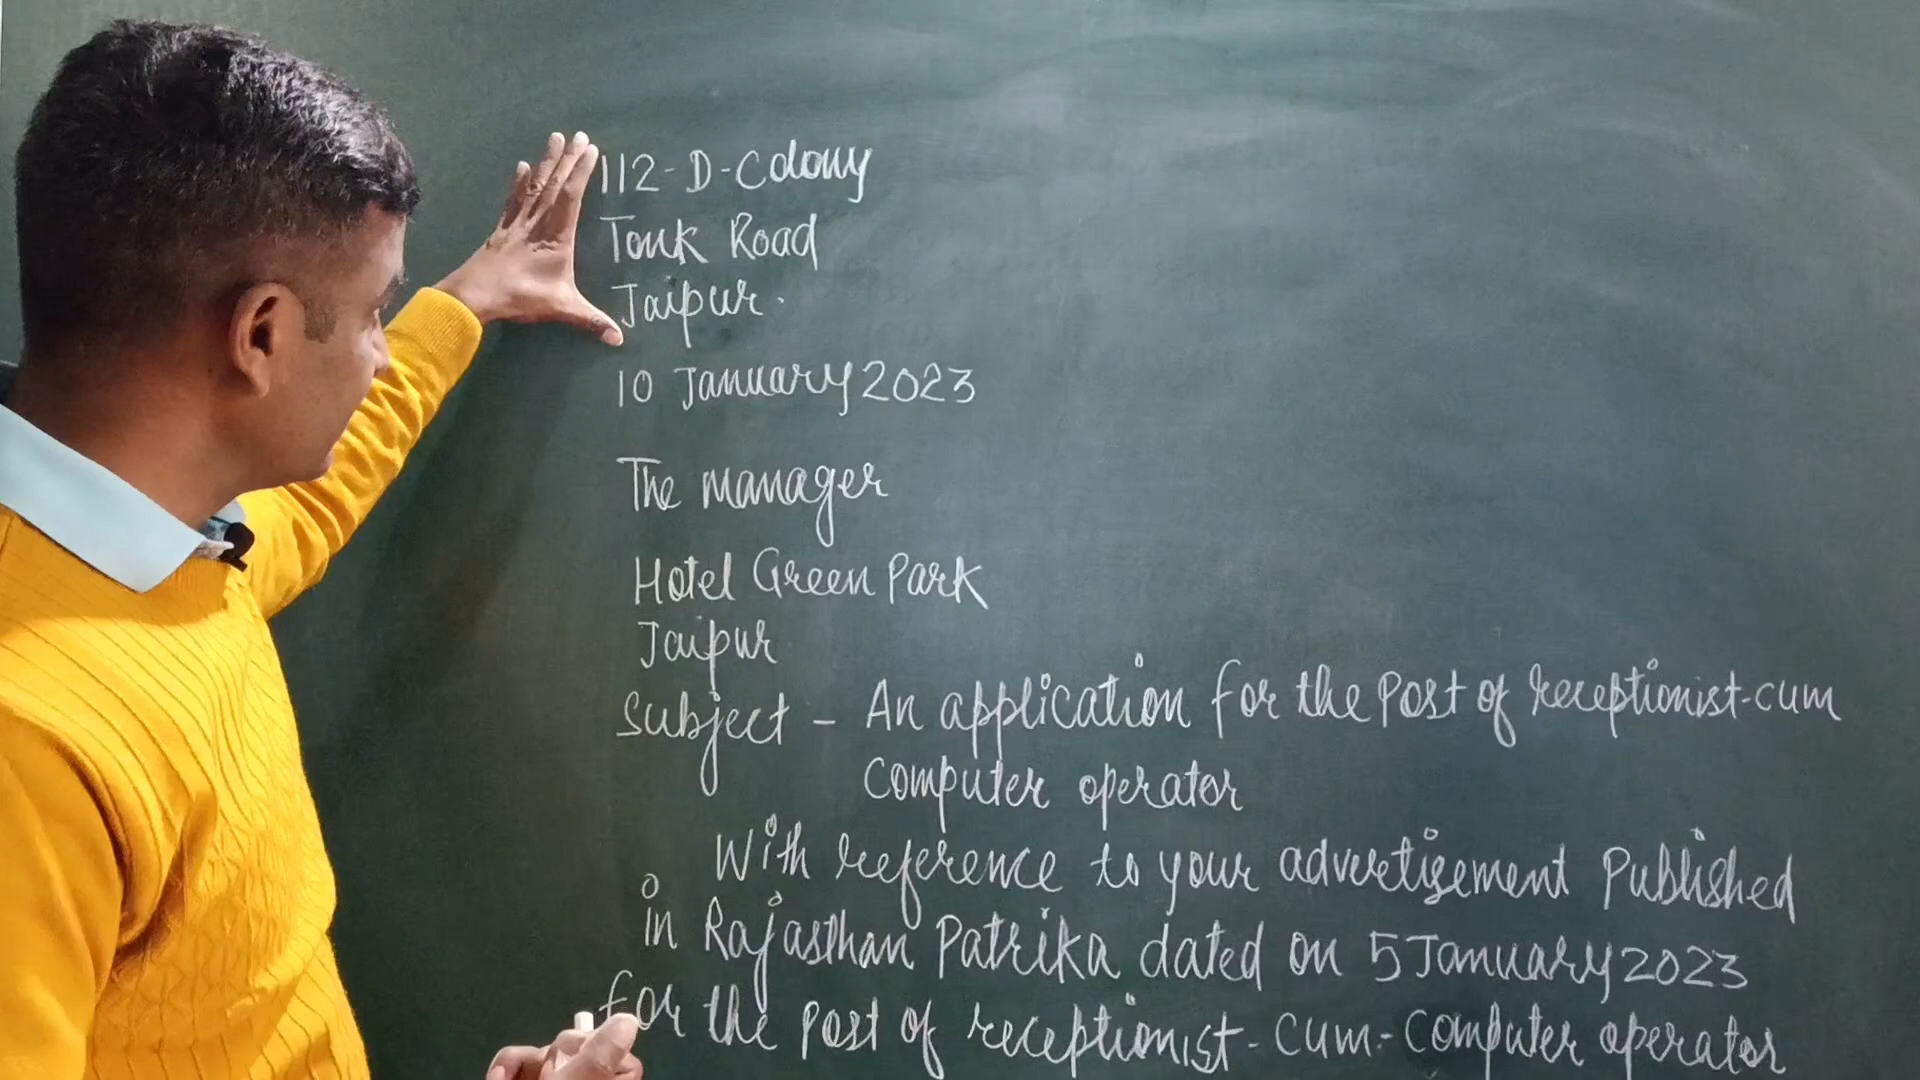 112-D-Colony
Tonk Road
Jaipur.
10 January 2023
The manager
Hotel Green Park
Jaipur
Subject - An application for the Post of receptionist-cum
Computer operator
With reference to your advertisement Published
in Rajasthan Patrika dated on 5 January 2023
for the post of receptionist-cum-computer operator